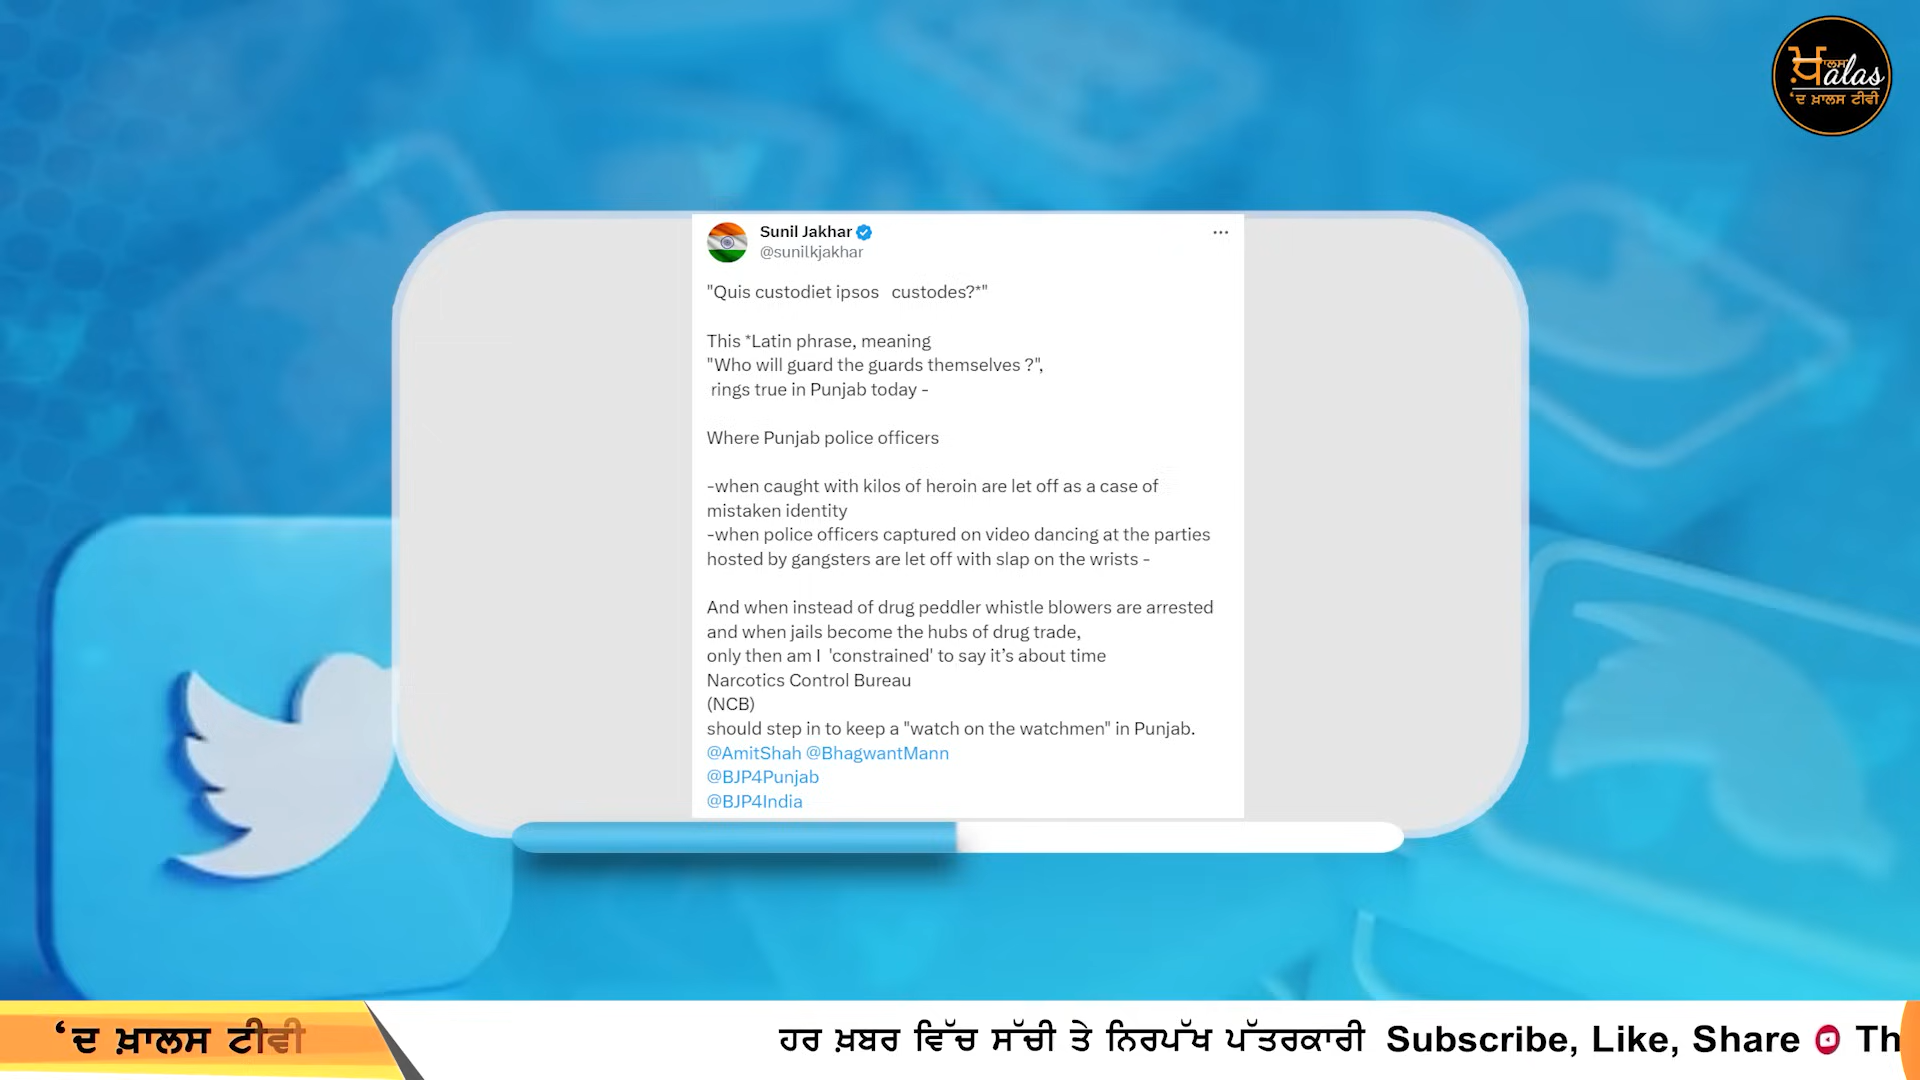 ਖ਼ਾਲਸ
alas
‘ਦ ਖ਼ਾਲਸ ਟੀਵੀ
Sunil Jakhar
@sunilkjakhar
"Quis custodiet ipsos custodes?*"
This *Latin phrase, meaning
"Who will guard the guards themselves ?",
rings true in Punjab today -
Where Punjab police officers
-when caught with kilos of heroin are let off as a case of
mistaken identity
-when police officers captured on video dancing at the parties
hosted by gangsters are let off with slap on the wrists -
And when instead of drug peddler whistle blowers are arrested
and when jails become the hubs of drug trade,
only then am I 'constrained' to say it’s about time
Narcotics Control Bureau
(NCB)
should step in to keep a "watch on the watchmen" in Punjab.
@AmitShah @BhagwantMann
@BJP4Punjab
@BJP4India
‘ਦ ਖ਼ਾਲਸ ਟੀਵੀ
ਹਰ ਖ਼ਬਰ ਵਿੱਚ ਸੱਚੀ ਤੇ ਨਿਰਪੱਖ ਪੱਤਰਕਾਰੀ Subscribe, Like, Share Th